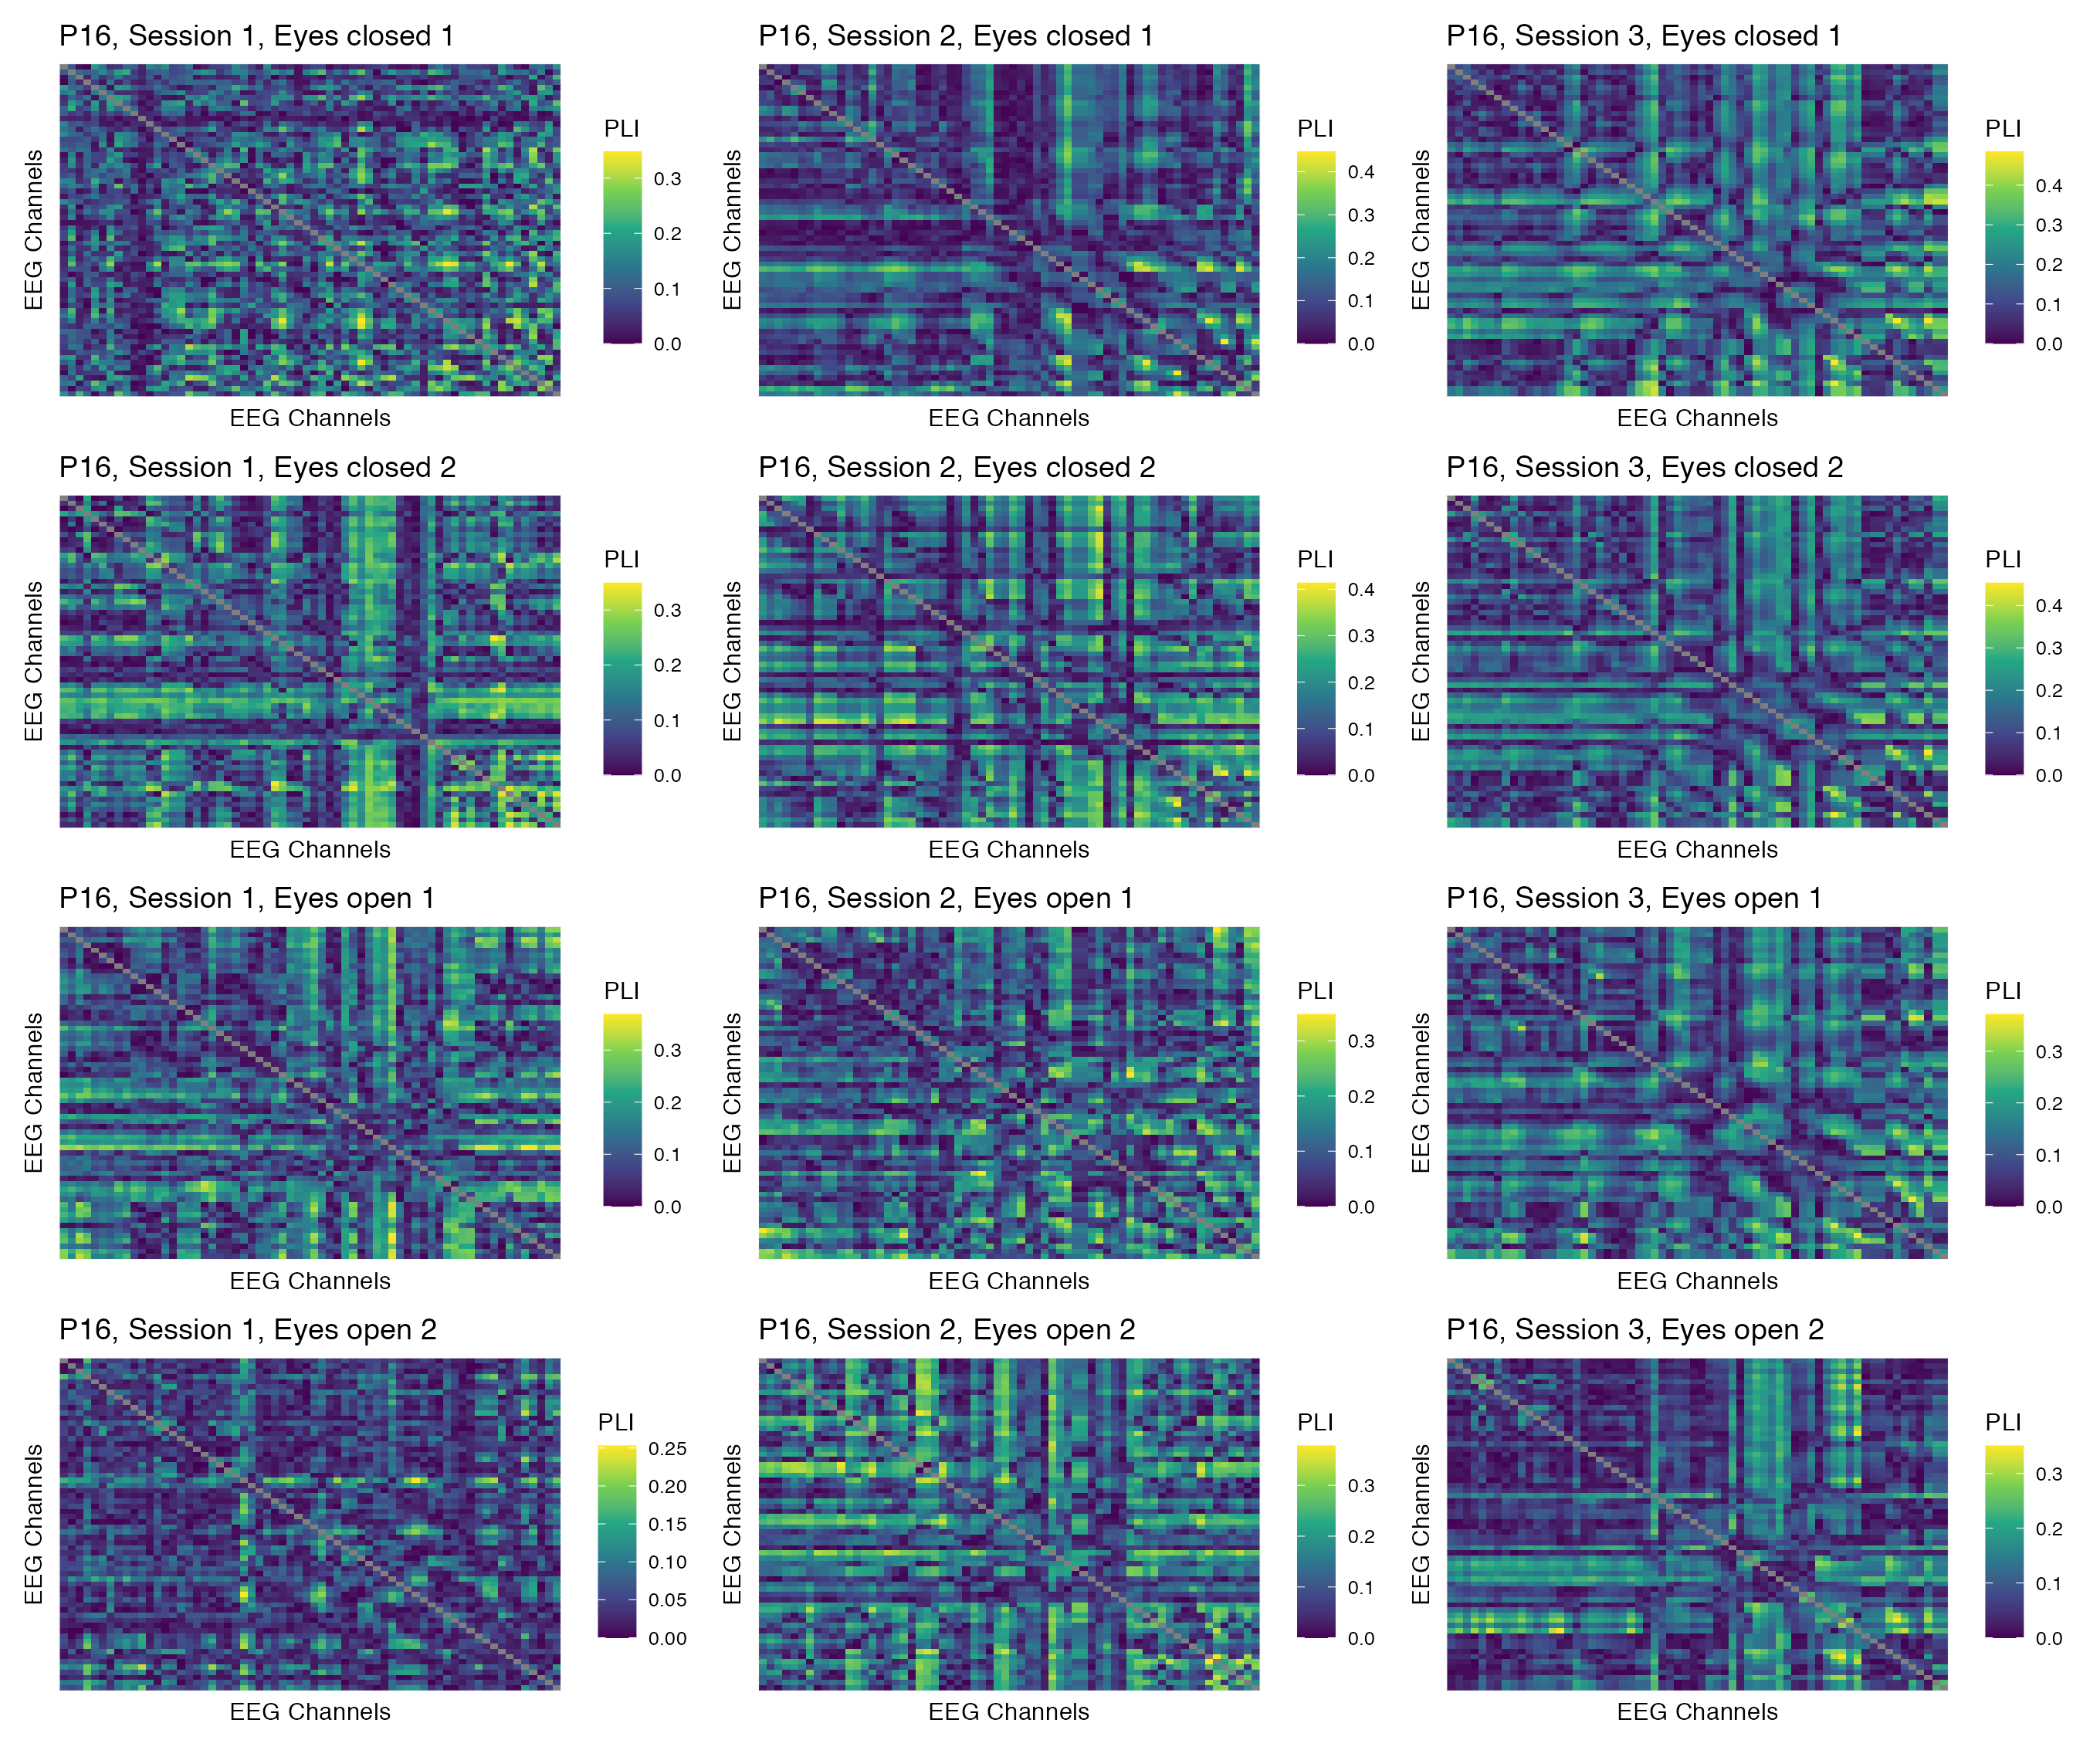 P16, Session 1, Eyes closed 1
EEG Channels
EEG Channels
PLI
0.3
0.2
0.1
0.0
P16, Session 2, Eyes closed 1
EEG Channels
EEG Channels
PLI
0.4
0.3
0.2
0.1
0.0
P16, Session 3, Eyes closed 1
EEG Channels
EEG Channels
PLI
0.4
0.3
0.2
0.1
0.0
P16, Session 1, Eyes closed 2
EEG Channels
EEG Channels
PLI
0.3
0.2
0.1
0.0
P16, Session 2, Eyes closed 2
EEG Channels
EEG Channels
PLI
0.4
0.3
0.2
0.1
0.0
P16, Session 3, Eyes closed 2
EEG Channels
EEG Channels
PLI
0.4
0.3
0.2
0.1
0.0
P16, Session 1, Eyes open 1
EEG Channels
EEG Channels
PLI
0.3
0.2
0.1
0.0
P16, Session 2, Eyes open 1
EEG Channels
EEG Channels
PLI
0.3
0.2
0.1
0.0
P16, Session 3, Eyes open 1
EEG Channels
EEG Channels
PLI
0.3
0.2
0.1
0.0
P16, Session 1, Eyes open 2
EEG Channels
EEG Channels
PLI
0.25
0.20
0.15
0.10
0.05
0.00
P16, Session 2, Eyes open 2
EEG Channels
EEG Channels
PLI
0.3
0.2
0.1
0.0
P16, Session 3, Eyes open 2
EEG Channels
EEG Channels
PLI
0.3
0.2
0.1
0.0